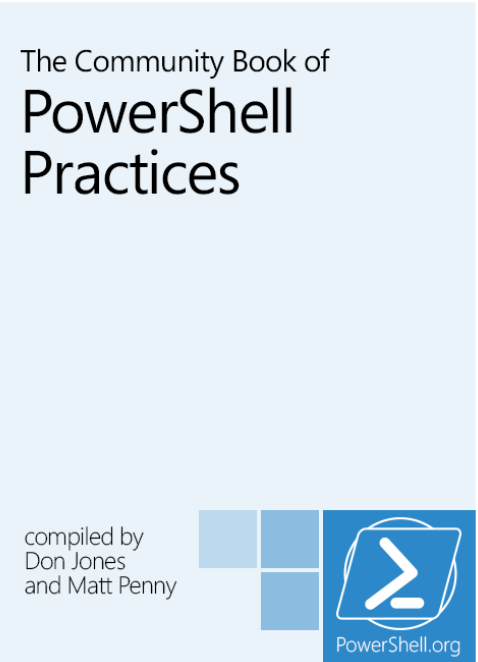 The Community Book of
PowerShell
Practices
compiled by
Don Jones
and Matt Penny
PowerShell.org